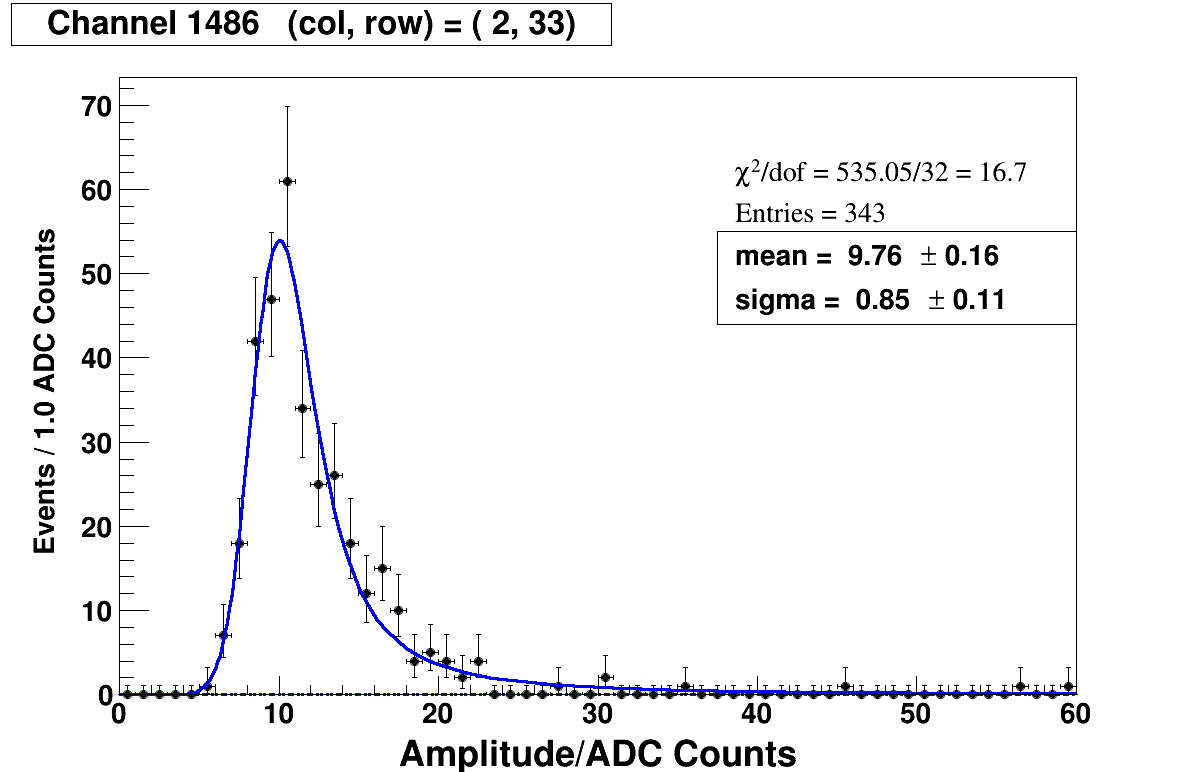 Channel 1486 (col, row) = ( 2, 33)
χ²/dof = 535.05/32 = 16.7
Entries = 343
mean = 9.76 ± 0.16
sigma = 0.85 ± 0.11
Events / 1.0 ADC Counts
70
60
50
40
30
20
10
0
0 10 20 30 40 50 60
Amplitude/ADC Counts